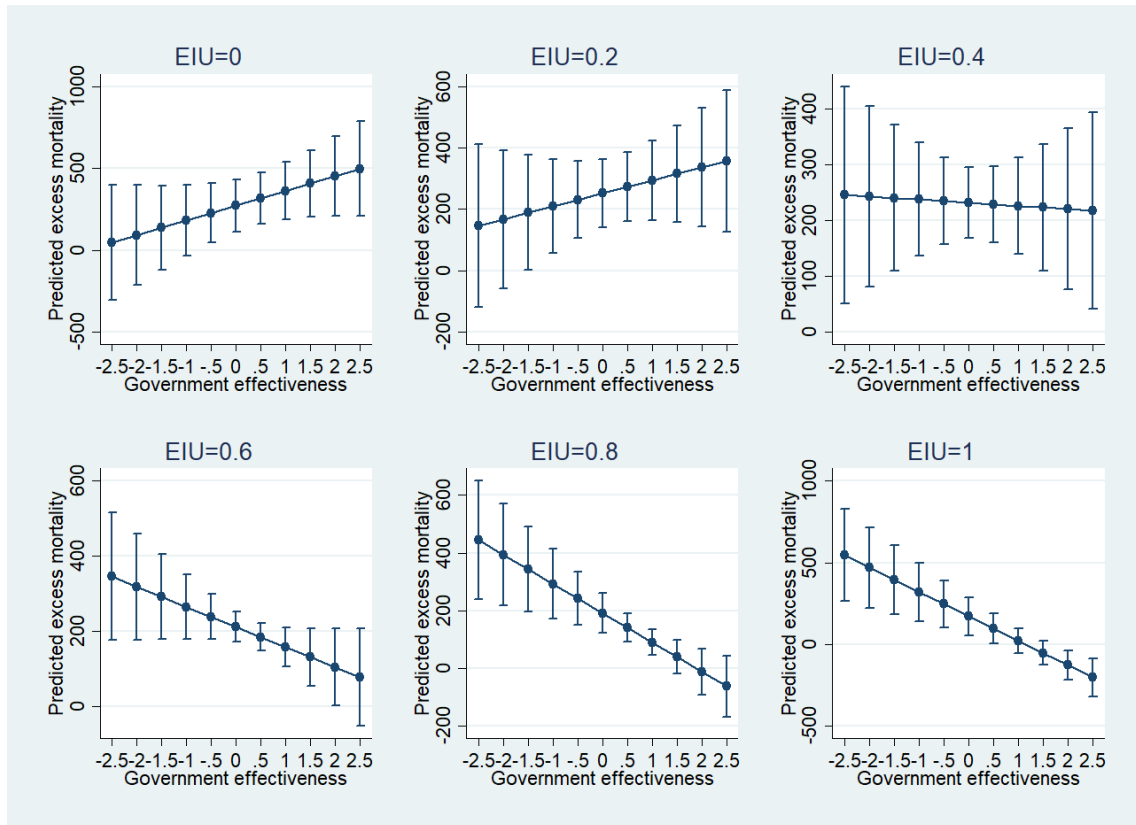 EIU=0
Predicted excess mortality
1000
500
0
-500
-2.5 -2 -1.5 -1 -.5 0 .5 1 1.5 2 2.5
Government effectiveness
EIU=0.2
Predicted excess mortality
600
400
200
0
-200
-2.5 -2 -1.5 -1 -.5 0 .5 1 1.5 2 2.5
Government effectiveness
EIU=0.4
Predicted excess mortality
400
300
200
100
0
-2.5 -2 -1.5 -1 -.5 0 .5 1 1.5 2 2.5
Government effectiveness
EIU=0.6
Predicted excess mortality
600
400
200
0
-2.5 -2 -1.5 -1 -.5 0 .5 1 1.5 2 2.5
Government effectiveness
EIU=0.8
Predicted excess mortality
600
400
200
0
-200
-2.5 -2 -1.5 -1 -.5 0 .5 1 1.5 2 2.5
Government effectiveness
EIU=1
Predicted excess mortality
1000
500
0
-500
-2.5 -2 -1.5 -1 -.5 0 .5 1 1.5 2 2.5
Government effectiveness